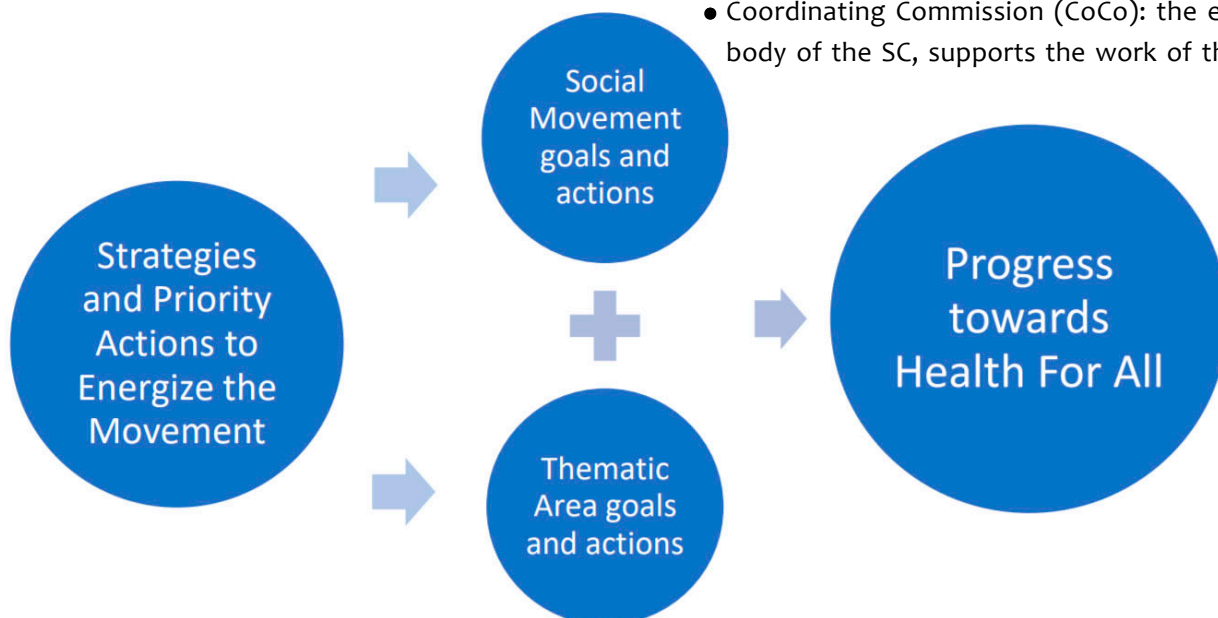 • Coordinating Commission (CoCo): the
body of the SC, supports the work of
Social
Movement
goals and
actions
Strategies
and Priority
Actions to
Energize the
Movement
Progress
towards
Health For All
Thematic
Area goals
and actions